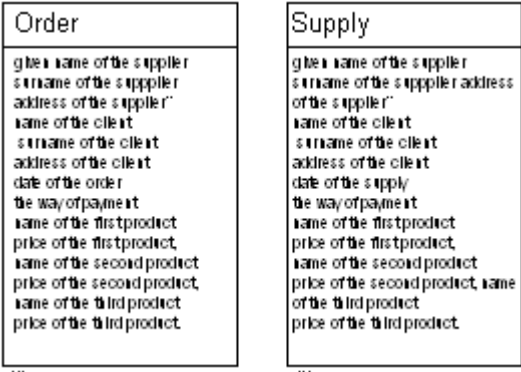 Order
given name of the supplier
surname of the suppplier
address of the supplier"
name of the client
surname of the client
address of the client
date of the order
the way of payment
name of the first product
price of the first product,
name of the second product
price of the second product,
name of the third product
price of the third product.
Supply
given name of the supplier
surname of the suppplier address
of the supplier"
name of the client
surname of the client
address of the client
date of the supply
the way of payment
name of the first product
price of the first product,
name of the second product
price of the second product, name
of the third product
price of the third product.